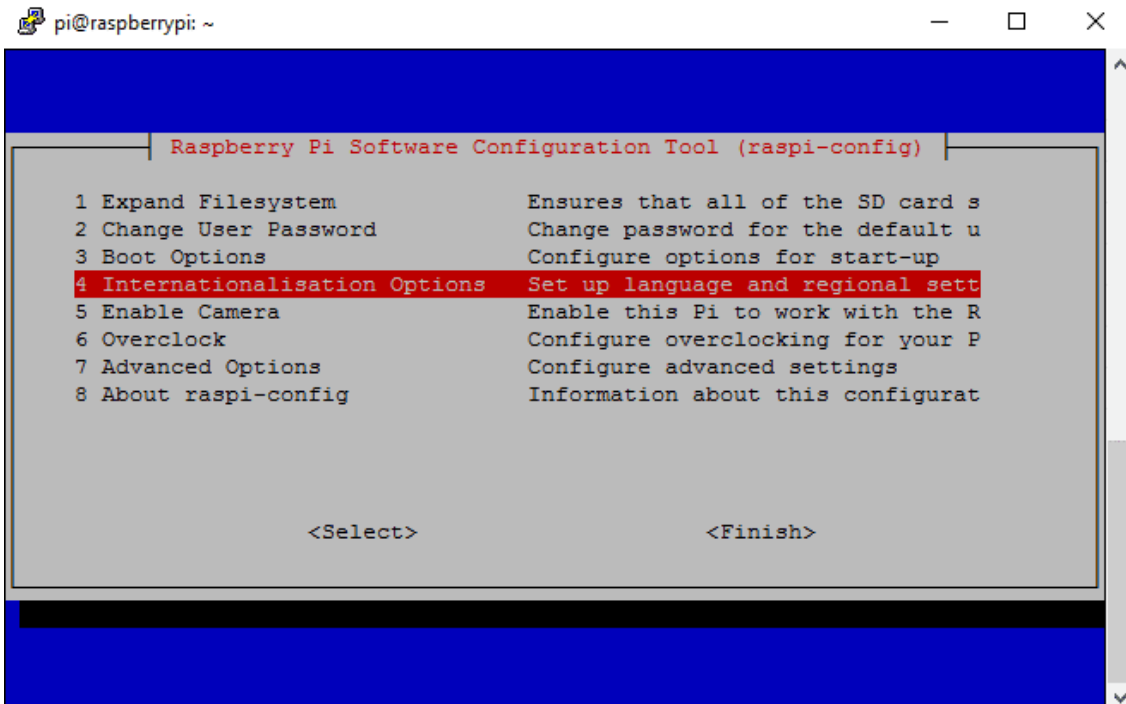 pi@raspberrypi: ~
Raspberry Pi Software Configuration Tool (raspi-config)
1 Expand Filesystem Ensures that all of the SD card s
2 Change User Password Change password for the default u
3 Boot Options Configure options for start-up
4 Internationalisation Options Set up language and regional sett
5 Enable Camera Enable this Pi to work with the R
6 Overclock Configure overclocking for your P
7 Advanced Options Configure advanced settings
8 About raspi-config Information about this configurat
<Select> <Finish>